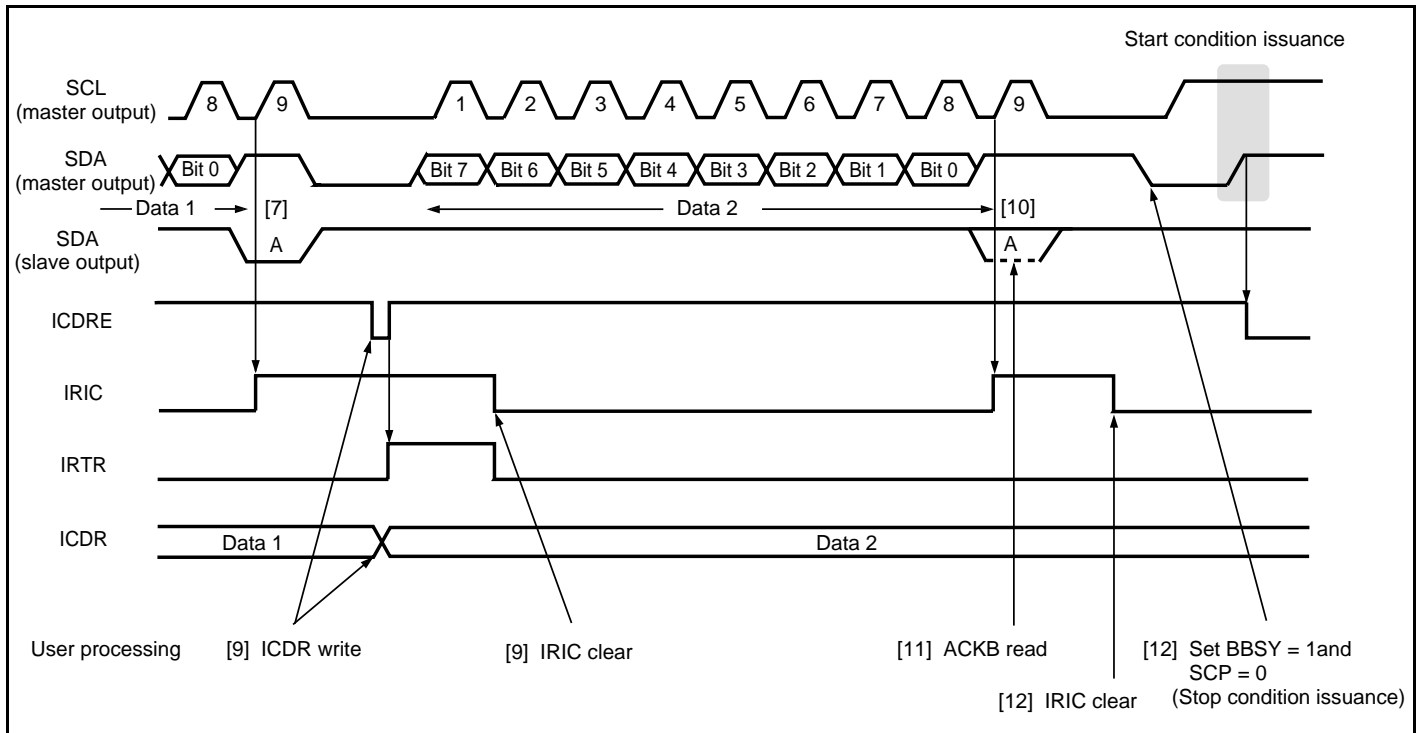 Start condition issuance
SCL
(master output)
8 9 1 2 3 4 5 6 7 8 9
SDA
(master output)
Bit 0 Bit 7 Bit 6 Bit 5 Bit 4 Bit 3 Bit 2 Bit 1 Bit 0
Data 1 [7] Data 2 [10]
SDA
(slave output)
A A
ICDRE
IRIC
IRTR
ICDR
Data 1 Data 2
User processing [9] ICDR write [9] IRIC clear [11] ACKB read [12] Set BBSY = 1and
SCP = 0
[12] IRIC clear (Stop condition issuance)